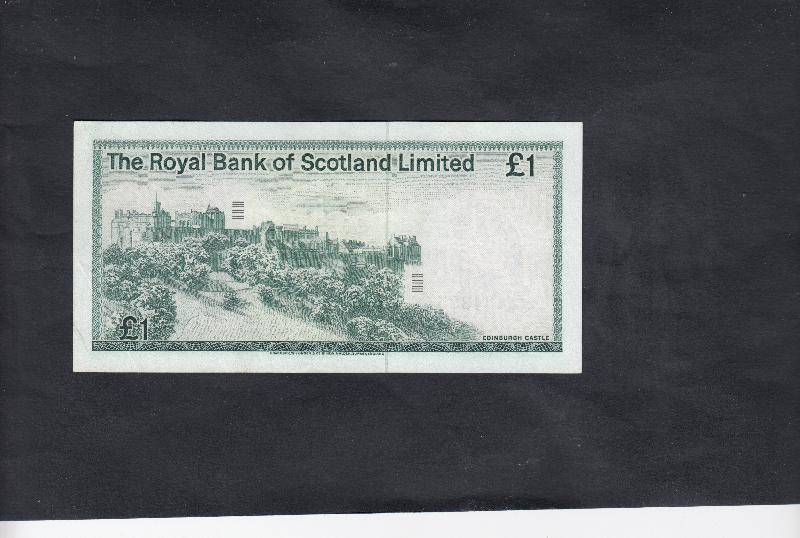 The Royal Bank of Scotland Limited £1
£1
EDINBURGH CASTLE